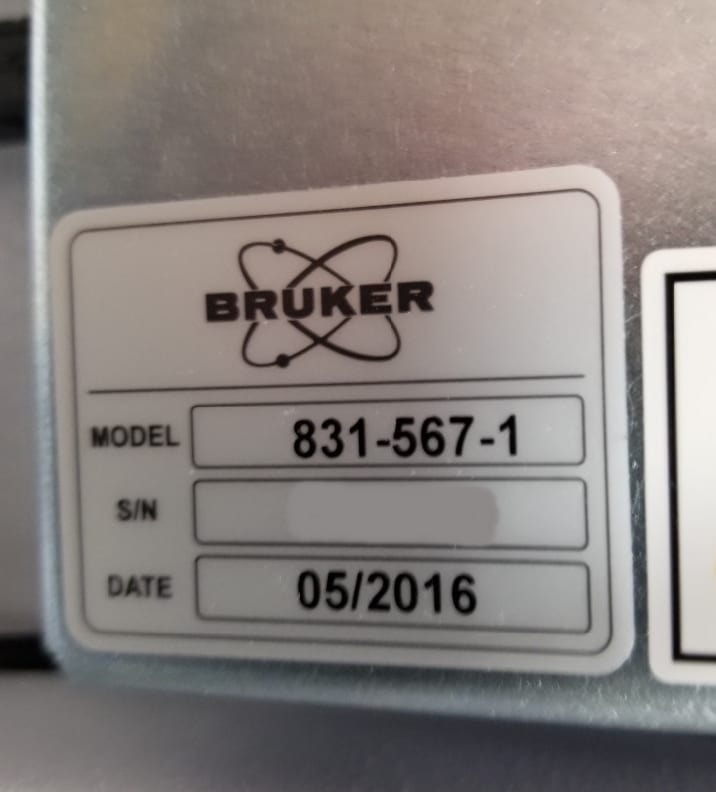 BRUKER
MODEL 831-567-1
S/N
DATE 05/2016